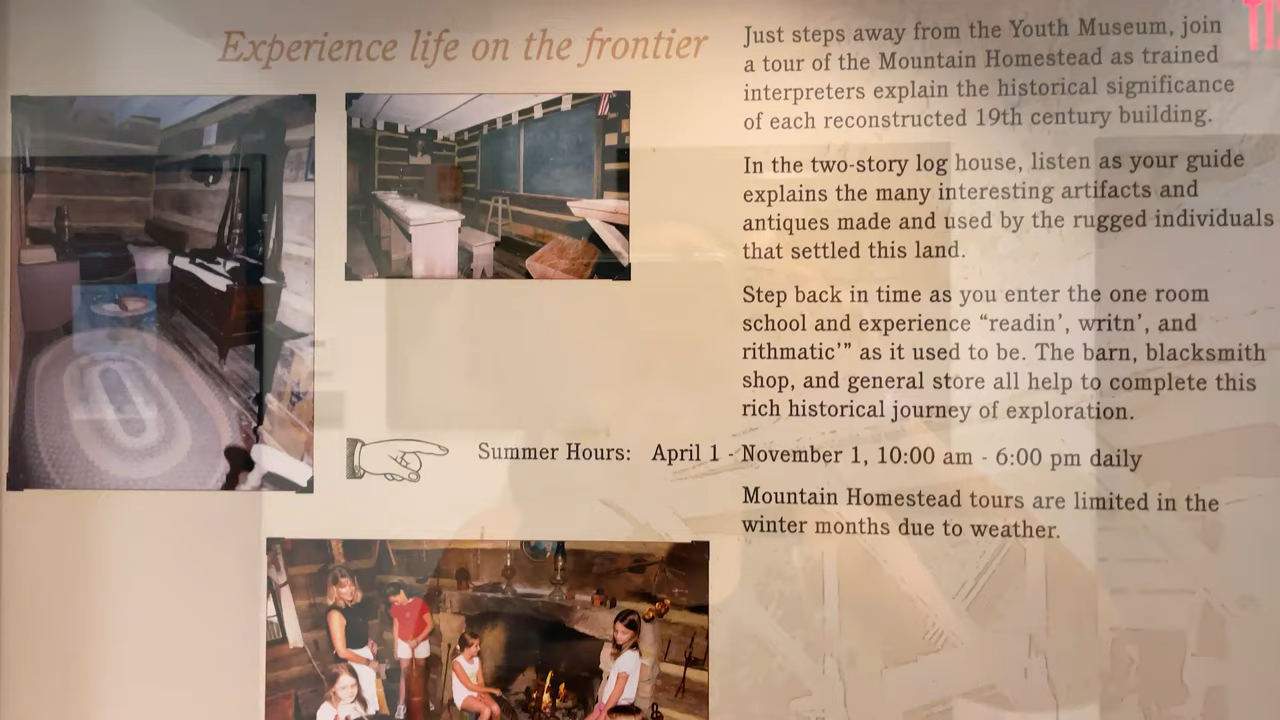 Experience life on the frontier
Just steps away from the Youth Museum, join
a tour of the Mountain Homestead as trained
interpreters explain the historical significance
of each reconstructed 19th century building.
In the two-story log house, listen as your guide
explains the many interesting artifacts and
antiques made and used by the rugged individuals
that settled this land.
Step back in time as you enter the one room
school and experience “readin’, writn’, and
rithmatic’” as it used to be. The barn, blacksmith
shop, and general store all help to complete this
rich historical journey of exploration.
Summer Hours: April 1 - November 1, 10:00 am - 6:00 pm daily
Mountain Homestead tours are limited in the
winter months due to weather.